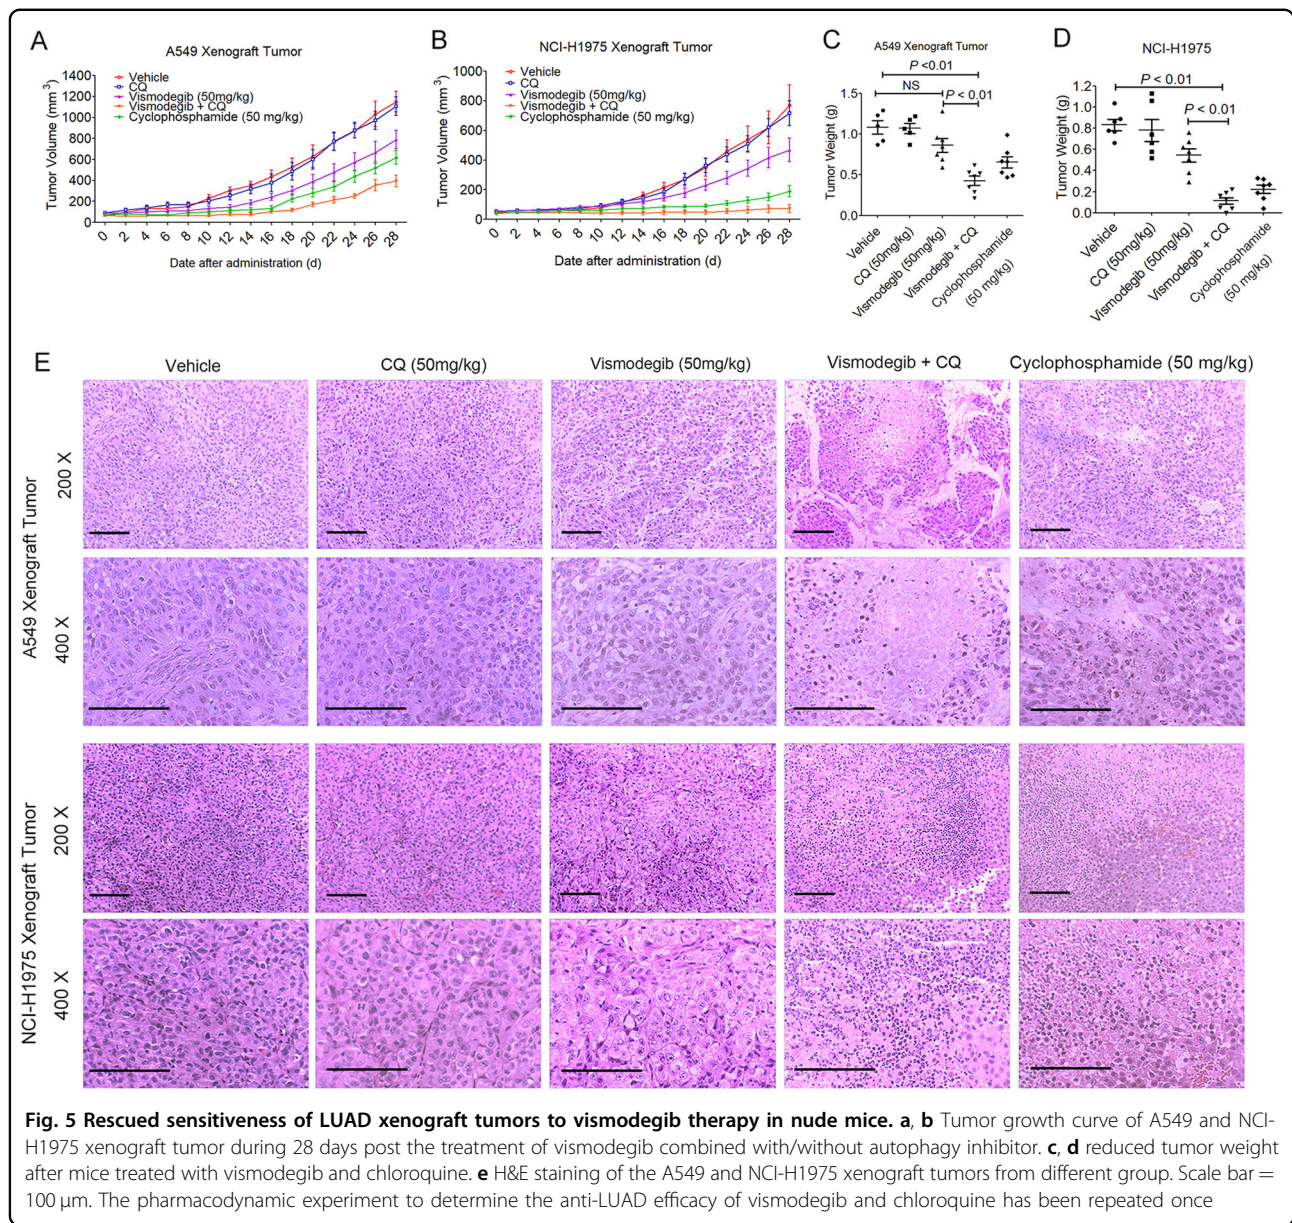 A
A549 Xenograft Tumor
Tumor Volume (mm ³)
1400
1200
1000
800
600
400
200
0
Vehicle
CQ
Vismodegib (50mg/kg)
Vismodegib + CQ
Cyclophosphamide (50 mg/kg)
0 2 4 6 8 10 12 14 16 18 20 22 24 26 28
Date after administration (d)
B
NCI-H1975 Xenograft Tumor
Tumor Volume (mm ³)
1000
800
600
400
200
0
Vehicle
CQ
Vismodegib (50mg/kg)
Vismodegib + CQ
Cyclophosphamide (50 mg/kg)
0 2 4 6 8 10 12 14 16 18 20 22 24 26 28
Date after administration (d)
C
A549 Xenograft Tumor
P <0.01
NS
P < 0.01
Tumor Weight (g)
1.5
1.0
0.5
0.0
Vehicle
CQ (50mg/kg)
Vismodegib (50mg/kg)
Vismodegib + CQ
Cyclophosphamide
(50 mg/kg)
D
NCI-H1975
P < 0.01
P < 0.01
Tumor Weight (g)
1.2
1.0
0.8
0.6
0.4
0.2
0.0
Vehicle
CQ (50mg/kg)
Vismodegib (50mg/kg)
Vismodegib + CQ
Cyclophosphamide
(50 mg/kg)
E
Vehicle
CQ (50mg/kg)
Vismodegib (50mg/kg)
Vismodegib + CQ
Cyclophosphamide (50 mg/kg)
A549 Xenograft Tumor
200 X
400 X
NCI-H1975 Xenograft Tumor
200 X
400 X
Fig. 5 Rescued sensitiveness of LUAD xenograft tumors to vismodegib therapy in nude mice. a, b Tumor growth curve of A549 and NCI-
H1975 xenograft tumor during 28 days post the treatment of vismodegib combined with/without autophagy inhibitor. c, d reduced tumor weight
after mice treated with vismodegib and chloroquine. e H&E staining of the A549 and NCI-H1975 xenograft tumors from different group. Scale bar =
100 μm. The pharmacodynamic experiment to determine the anti-LUAD efficacy of vismodegib and chloroquine has been repeated once